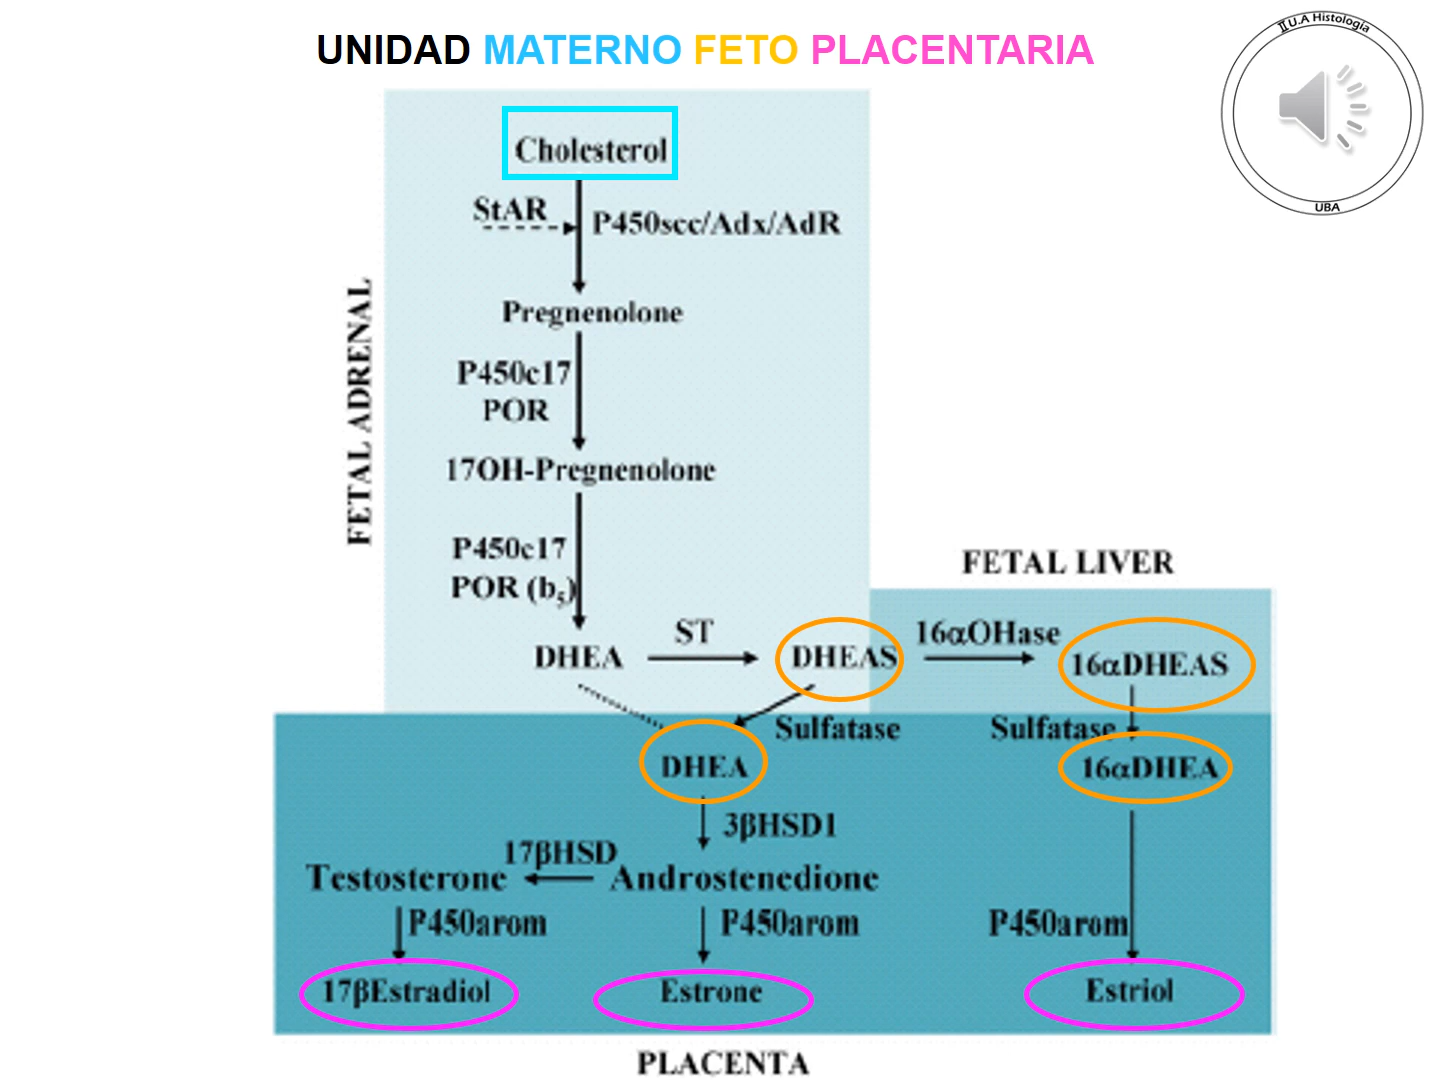 UNIDAD MATERNO FETO PLACENTARIA
II U.A Histología
UBA
FETAL ADRENAL
Cholesterol
StAR
P450scc/Adx/AdR
Pregnenolone
P450c17
POR
17OH-Pregnenolone
P450c17
POR (b5)
FETAL LIVER
DHEA
ST
DHEAS
16αOHase
16αDHEAS
Sulfatase
Sulfatase
DHEA
16αDHEA
3βHSD1
17βHSD
Testosterone
Androstenedione
P450arom
P450arom
P450arom
17βEstradiol
Estrone
Estriol
PLACENTA